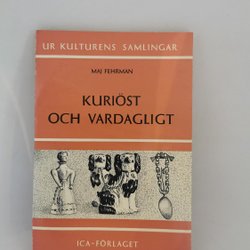 UR KULTURENS SAMLINGAR
MAJ FEHRMAN
KURIÖST
OCH VARDAGLIGT
ICA-FÖRLAGET